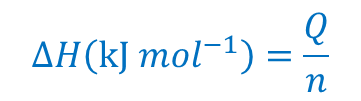 ΔH(kJ mol⁻¹) = Q/n